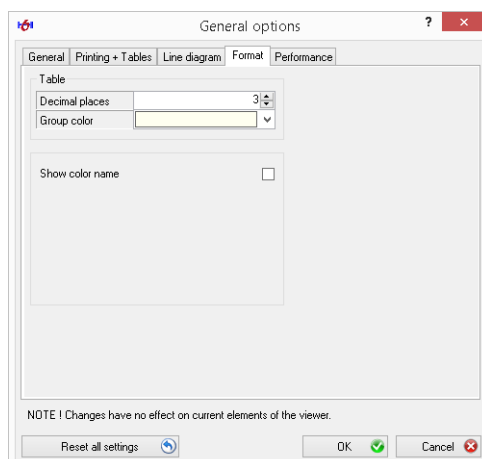 General options
?
General Printing + Tables Line diagram Format Performance
Table
Decimal places 3
Group color
Show color name
NOTE ! Changes have no effect on current elements of the viewer.
Reset all settings OK Cancel